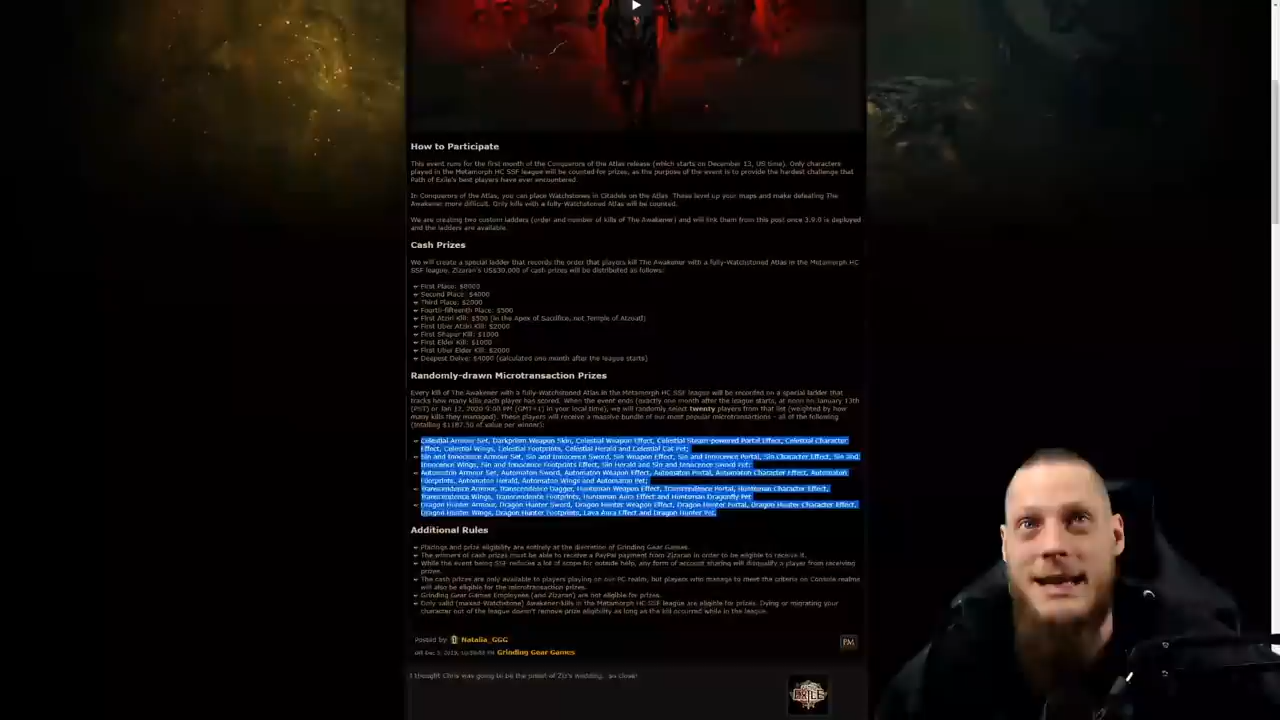 How to Participate
This event runs for the first month of the Conquerors of the Atlas release (which starts on December 13, US time). Only characters
played in the Metamorph HC SSF league will be counted for prizes, as the purpose of the event is to provide the hardest challenge that
Path of Exile's best players have ever encountered.
In Conquerors of the Atlas, you can place Watchstones in Citadels on the Atlas. These level up your maps and make defeating The
Awakener more difficult. Only kills with a fully-Watchstoned Atlas will be counted.
We are creating two custom ladders (order and number of kills of The Awakener) and will link them from this post once 3.9.0 is deployed
and the ladders are available.
Cash Prizes
We will create a special ladder that records the order that players kill The Awakener with a fully-Watchstoned Atlas in the Metamorph HC
SSF league. Zizaran's US$30,000 of cash prizes will be distributed as follows:
First Place: $8000
Second Place: $4000
Third Place: $2000
Fourth-fifteenth Place: $500
First Atziri Kill: $500 (in the Apex of Sacrifice, not Temple of Atzoatl)
First Uber Atziri Kill: $2000
First Shaper Kill: $1000
First Elder Kill: $1000
First Uber Elder Kill: $2000
Deepest Delve: $4000 (calculated one month after the league starts)
Randomly-drawn Microtransaction Prizes
Every kill of The Awakener with a fully-Watchstoned Atlas in the Metamorph HC SSF league will be recorded on a special ladder that
tracks how many kills each player has scored. When the event ends (exactly one month after the league starts, at noon on January 13th
(PST) or Jan 13, 2020 9:00 PM (GMT+1) in your local time), we will randomly select twenty players from that list (weighted by how
many kills they managed). These players will receive a massive bundle of our most popular microtransactions - all of the following
(totalling $1187.50 of value per winner):
Celestial Armour Set, Darkprism Weapon Skin, Celestial Weapon Effect, Celestial Steam-powered Portal Effect, Celestial Character
Effect, Celestial Wings, Celestial Footprints, Celestial Herald and Celestial Cat Pet;
Sin and Innocence Armour Set, Sin and Innocence Sword, Sin Weapon Effect, Sin and Innocence Portal, Sin Character Effect, Sin and
Innocence Wings, Sin and Innocence Footprints Effect, Sin Herald and Sin and Innocence Sword Pet;
Automaton Armour Set, Automaton Sword, Automaton Weapon Effect, Automaton Portal, Automaton Character Effect, Automaton
Footprints, Automaton Herald, Automaton Wings and Automaton Pet;
Transcendence Armour, Transcendence Dagger, Huntsman Weapon Effect, Transcendence Portal, Huntsman Character Effect,
Transcendence Wings, Transcendence Footprints, Huntsman Aura Effect and Huntsman Dragonfly Pet
Dragon Hunter Armour, Dragon Hunter Sword, Dragon Hunter Weapon Effect, Dragon Hunter Portal, Dragon Hunter Character Effect,
Dragon Hunter Wings, Dragon Hunter Footprints, Lava Aura Effect and Dragon Hunter Pet.
Additional Rules
Placings and prize eligibility are entirely at the discretion of Grinding Gear Games.
The winners of cash prizes must be able to receive a PayPal payment from Zizaran in order to be eligible to receive it.
While the event being SSF reduces a lot of scope for outside help, any form of account sharing will disqualify a player from receiving
prizes.
The cash prizes are only available to players playing on our PC realm, but players who manage to meet the criteria on Console realms
will also be eligible for the microtransaction prizes.
Grinding Gear Games Employees (and Zizaran) are not eligible for prizes.
Only valid (maxed-Watchstone) Awakener kills in the Metamorph HC SSF league are eligible for prizes. Dying or migrating your
character out of the league doesn't remove prize eligibility as long as the kill occurred while in the league.
Posted by Natalia_GGG
PM
Grinding Gear Games
I thought Chris was going to be the priest of Ziz's wedding.. so close!
EXILE